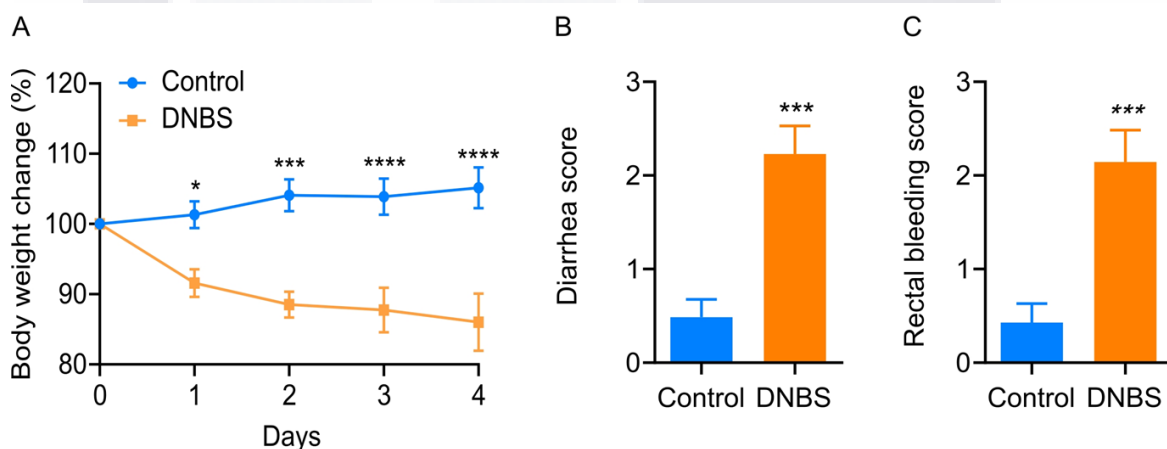 A
B
C
Body weight change (%)
120
110
100
90
80
Control
DNBS
*
***
****
****
0
1
2
3
4
Days
Diarrhea score
3
2
1
0
***
Control
DNBS
Rectal bleeding score
3
2
1
0
***
Control
DNBS